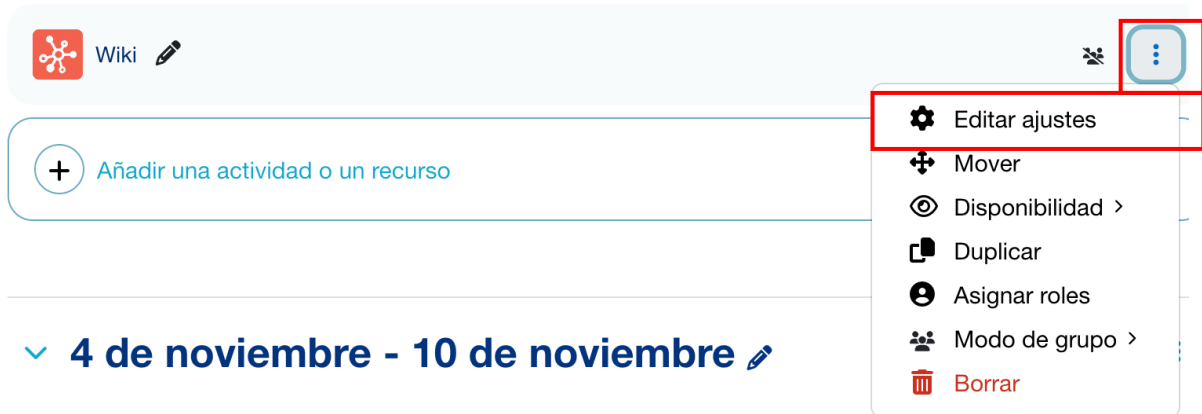 Wiki
Editar ajustes
Añadir una actividad o un recurso
Mover
Disponibilidad
Duplicar
Asignar roles
4 de noviembre - 10 de noviembre
Modo de grupo
Borrar